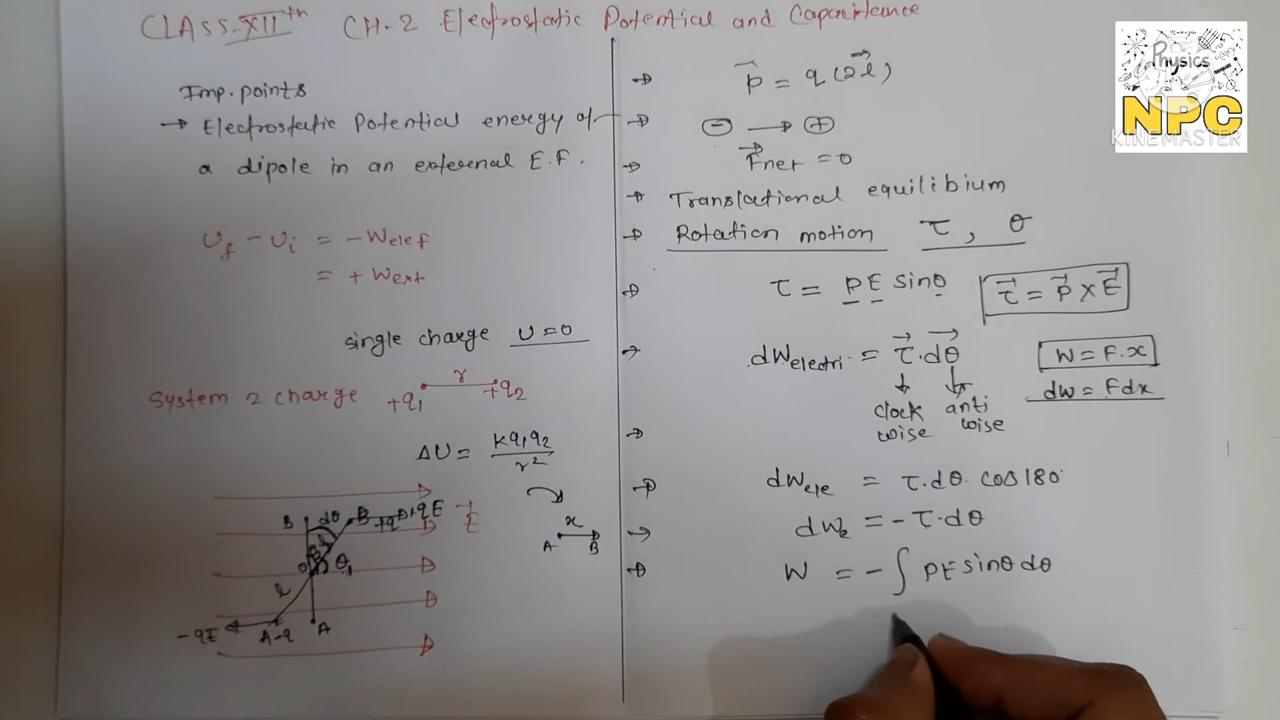 CLASS-XIIth CH-2 Electrostatic Potential and Capacitence
Imp. points
→ Electrostatic Potential energy of
a dipole in an external E.F.
Uf - Ui = - Welef
= + Wext
single charge U=0
System 2 charge +q1 r +q2
ΔU = kq1q2/r²
B dθ B +q +qE E
A x B
O θ1
l
-qE A-q A
→ p⃗ = q(2l⃗)
→ ⊖ → ⊕
→ F⃗net = 0
→ Translational equilibium
→ Rotation motion τ, θ
→ τ = PE sinθ τ⃗ = p⃗ × E⃗
→ dWelectri = τ⃗.dθ⃗ W = F.x
dw = Fdx
clock anti
wise wise
→ dWele = τ.dθ cos180
→ dWe = - τ.dθ
→ W = - ∫ PE sinθ dθ
Physics
NPC
KINEMASTER